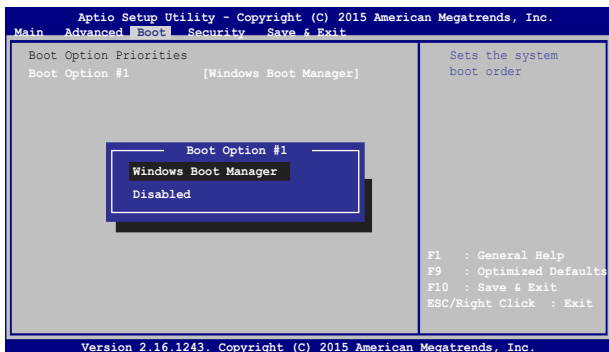 Aptio Setup Utility - Copyright (C) 2015 American Megatrends, Inc.
Main Advanced Boot Security Save & Exit
Boot Option Priorities
Boot Option #1 [Windows Boot Manager]
Sets the system
boot order
Boot Option #1
Windows Boot Manager
Disabled
F1 : General Help
F9 : Optimized Defaults
F10 : Save & Exit
ESC/Right Click : Exit
Version 2.16.1243. Copyright (C) 2015 American Megatrends, Inc.